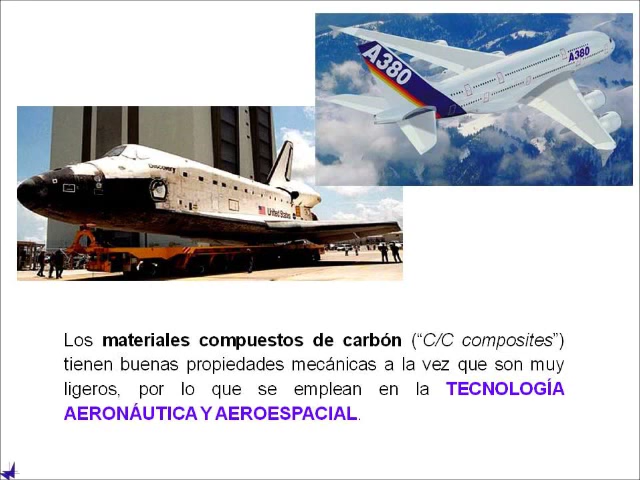 A380
A380
Discovery
United States
Los materiales compuestos de carbón (“C/C composites”)
tienen buenas propiedades mecánicas a la vez que son muy
ligeros, por lo que se emplean en la TECNOLOGÍA
AERONÁUTICA Y AEROESPACIAL.